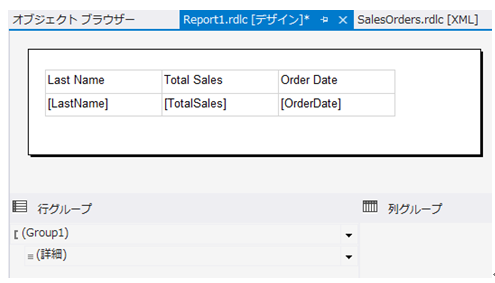 オブジェクト ブラウザー Report1.rdlc [デザイン]* SalesOrders.rdlc [XML]
Last Name Total Sales Order Date
[LastName] [TotalSales] [OrderDate]
行グループ 列グループ
(Group1)
(詳細)